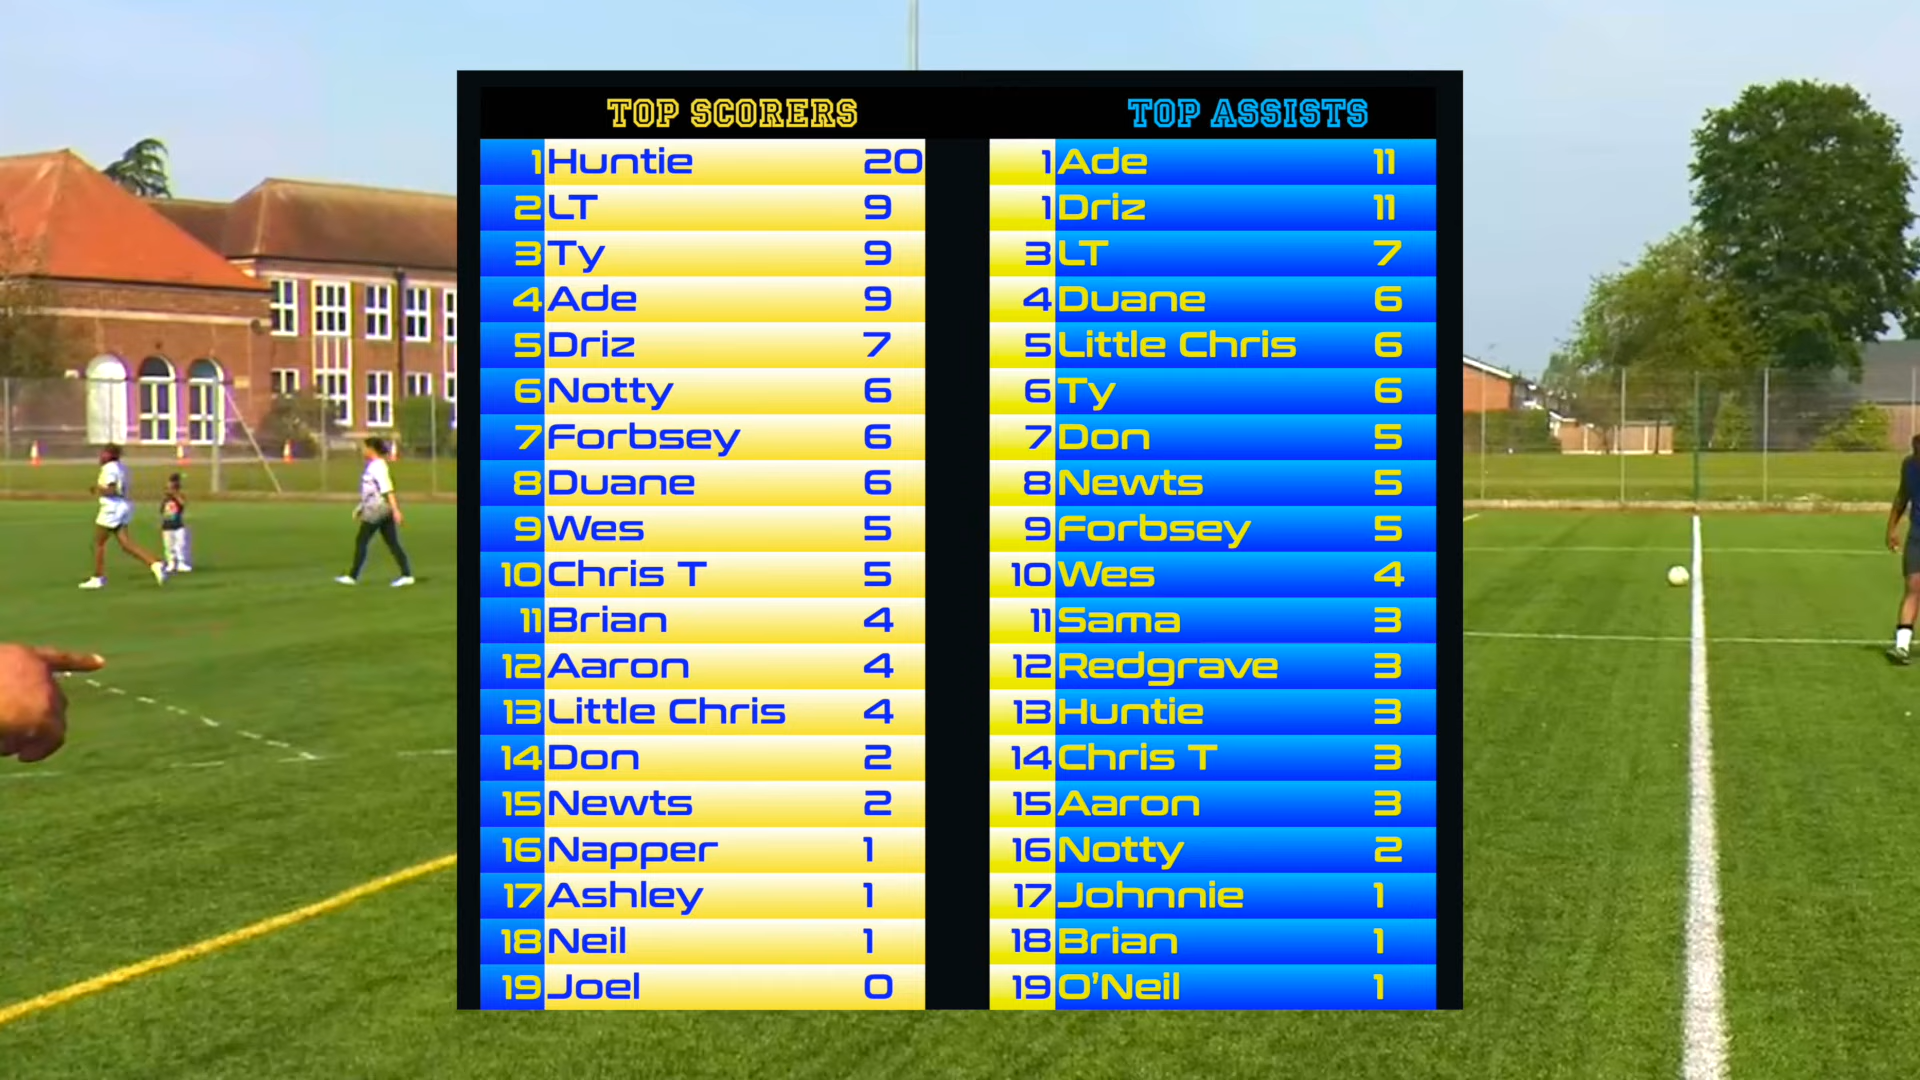 TOP SCORERS
1 Huntie 20
2 LT 9
3 Ty 9
4 Ade 9
5 Driz 7
6 Notty 6
7 Forbsey 6
8 Duane 6
9 Wes 5
10 Chris T 5
11 Brian 4
12 Aaron 4
13 Little Chris 4
14 Don 2
15 Newts 2
16 Napper 1
17 Ashley 1
18 Neil 1
19 Joel 0
TOP ASSISTS
1 Ade 11
1 Driz 11
3 LT 7
4 Duane 6
5 Little Chris 6
6 Ty 6
7 Don 5
8 Newts 5
9 Forbsey 5
10 Wes 4
11 Sama 3
12 Redgrave 3
13 Huntie 3
14 Chris T 3
15 Aaron 3
16 Notty 2
17 Johnnie 1
18 Brian 1
19 O'Neil 1